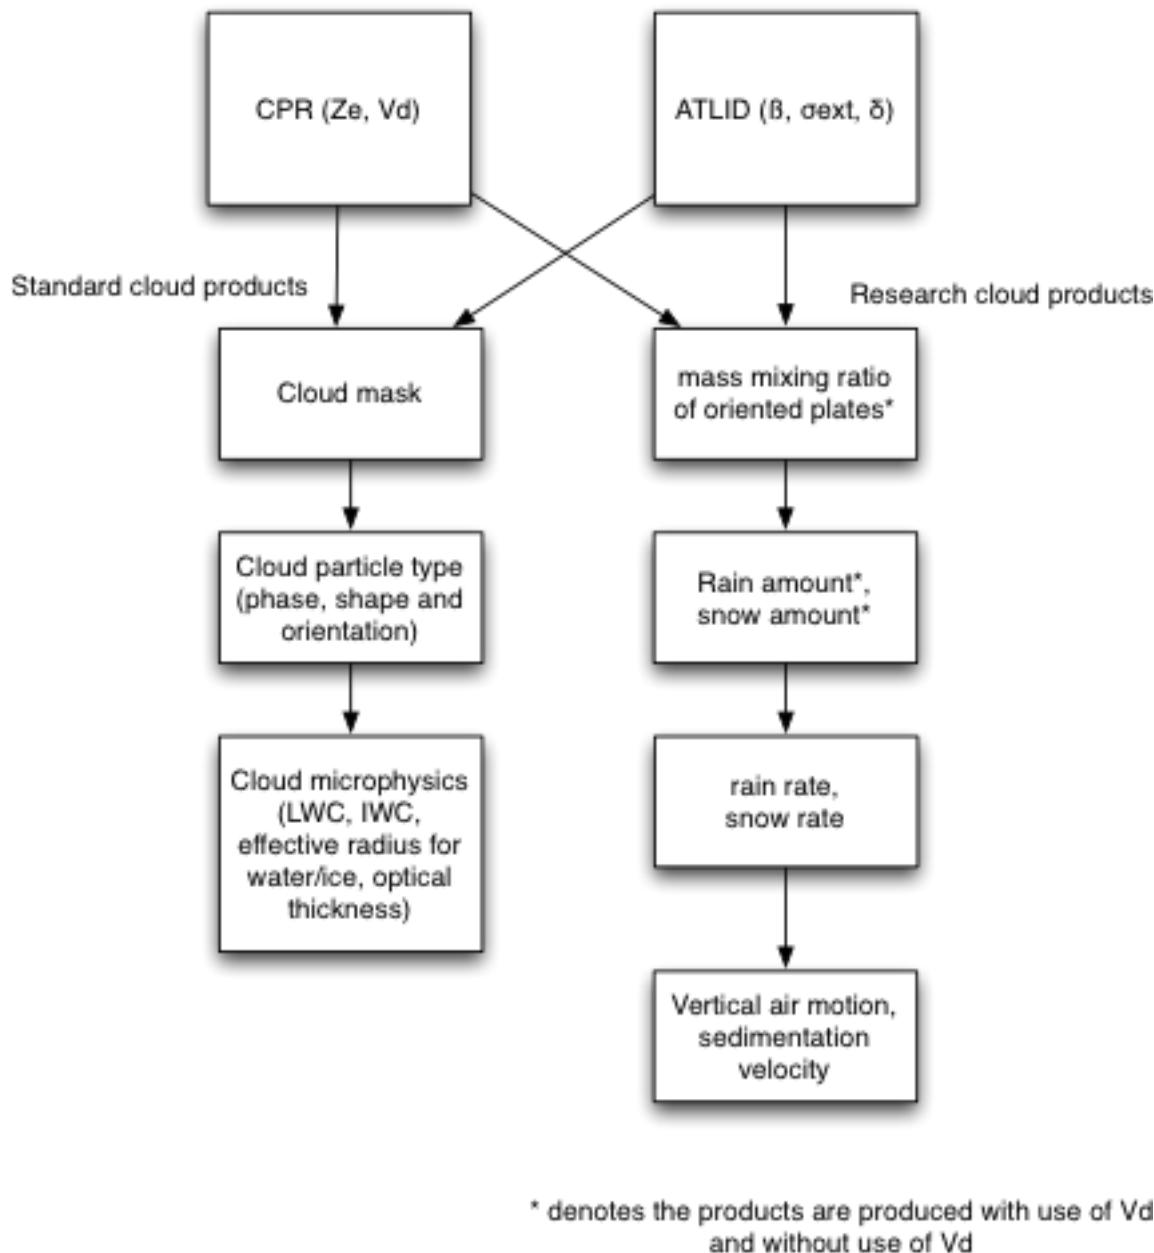 CPR (Ze, Vd)
ATLID (ß, σext, δ)
Standard cloud products
Research cloud products
Cloud mask
mass mixing ratio
of oriented plates*
Cloud particle type
(phase, shape and
orientation)
Rain amount*,
snow amount*
Cloud microphysics
(LWC, IWC,
effective radius for
water/ice, optical
thickness)
rain rate,
snow rate
Vertical air motion,
sedimentation
velocity
* denotes the products are produced with use of Vd
and without use of Vd